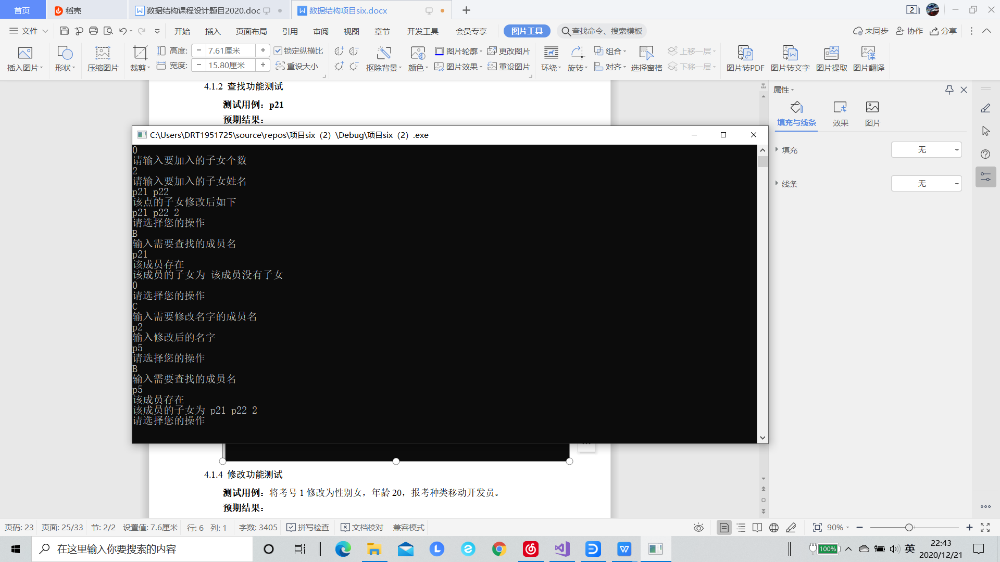 首页 稻壳 数据结构课程设计题目2020.doc 数据结构项目six.docx 2
文件 开始 插入 页面布局 引用 审阅 视图 章节 开发工具 会员专享 图片工具 查找命令、搜索模板 未同步 协作 分享
高度: 7.61厘米 锁定纵横比 图片轮廓 更改图片 组合 上移一层
宽度: 15.80厘米 重设大小 图片效果 重设图片 对齐 下移一层
插入图片 形状 压缩图片 裁剪 抠除背景 颜色 环绕 旋转 选择窗格 图片转PDF 图片转文字 图片提取 图片翻译
4.1.2 查找功能测试
测试用例：p21
预期结果：
C:\Users\DRT1951725\source\repos\项目six（2）\Debug\项目six（2）.exe
0
请输入要加入的子女个数
2
请输入要加入的子女姓名
p21 p22
该点的子女修改后如下
p21 p22 2
请选择您的操作
B
输入需要查找的成员名
p21
该成员存在
该成员的子女为 该成员没有子女
0
请选择您的操作
C
输入需要修改名字的成员名
p2
输入修改后的名字
p5
请选择您的操作
B
输入需要查找的成员名
p5
该成员存在
该成员的子女为 p21 p22 2
请选择您的操作
4.1.4 修改功能测试
测试用例：将考号 1 修改为性别女，年龄 20，报考种类移动开发员。
预期结果：
属性
填充与线条 效果 图片
填充 无
线条 无
页码: 23 页面: 25/33 节: 2/2 设置值: 7.6厘米 行: 6 列: 1 字数: 3405 拼写检查 文档校对 兼容模式 90%
在这里输入你要搜索的内容 100% 英 22:43
2020/12/21